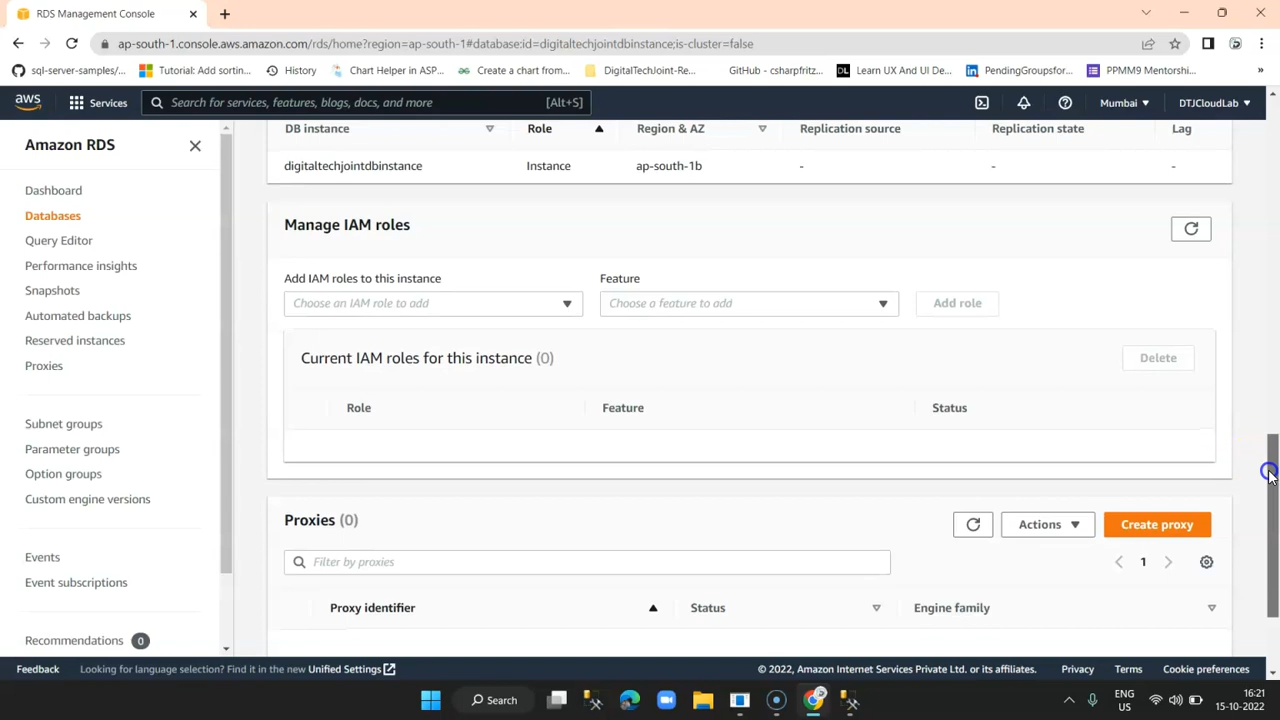 RDS Management Console
ap-south-1.console.aws.amazon.com/rds/home?region=ap-south-1#database:id=digitaltechjointdbinstance;is-cluster=false
sql-server-samples/... Tutorial: Add sortin... History Chart Helper in ASP... Create a chart from... DigitalTechJoint-Re... GitHub - csharpfritz... DL Learn UX And UI De... PendingGroupsfor... PPMM9 Mentorshi... »
aws Services Search for services, features, blogs, docs, and more [Alt+S] Mumbai DTJCloudLab
Amazon RDS
Dashboard
Databases
Query Editor
Performance insights
Snapshots
Automated backups
Reserved instances
Proxies
Subnet groups
Parameter groups
Option groups
Custom engine versions
Events
Event subscriptions
Recommendations 0
DB instance Role Region & AZ Replication source Replication state Lag
digitaltechjointdbinstance Instance ap-south-1b - - -
Manage IAM roles
Add IAM roles to this instance Feature
Choose an IAM role to add Choose a feature to add Add role
Current IAM roles for this instance (0) Delete
Role Feature Status
Proxies (0) Actions Create proxy
Filter by proxies 1
Proxy identifier Status Engine family
Feedback Looking for language selection? Find it in the new Unified Settings © 2022, Amazon Internet Services Private Ltd. or its affiliates. Privacy Terms Cookie preferences
Search ENG US 16:21 15-10-2022